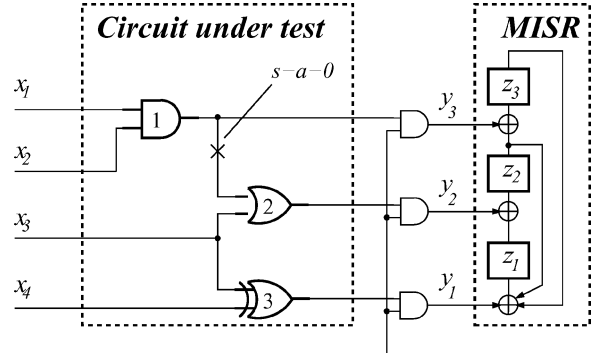 Circuit under test
MISR
s-a-0
x1
x2
x3
x4
1
2
3
y3
y2
y1
z3
z2
z1